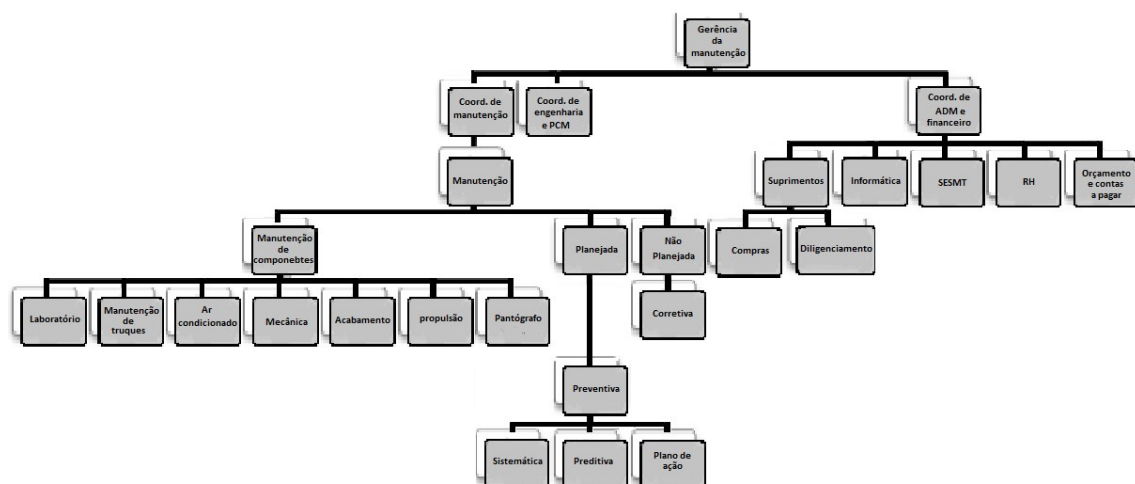 Gerência
da
manutenção
Coord. de
manutenção
Coord. de
engenharia
e PCM
Coord. de
ADM e
financeiro
Manutenção
Suprimentos
Informática
SESMT
RH
Orçamento
e contas
a pagar
Manutenção
de
componebtes
Planejada
Não
Planejada
Compras
Diligenciamento
Laboratório
Manutenção
de
truques
Ar
condicionado
Mecânica
Acabamento
propulsão
Pantógrafo
Corretiva
Preventiva
Sistemática
Preditiva
Plano de
ação